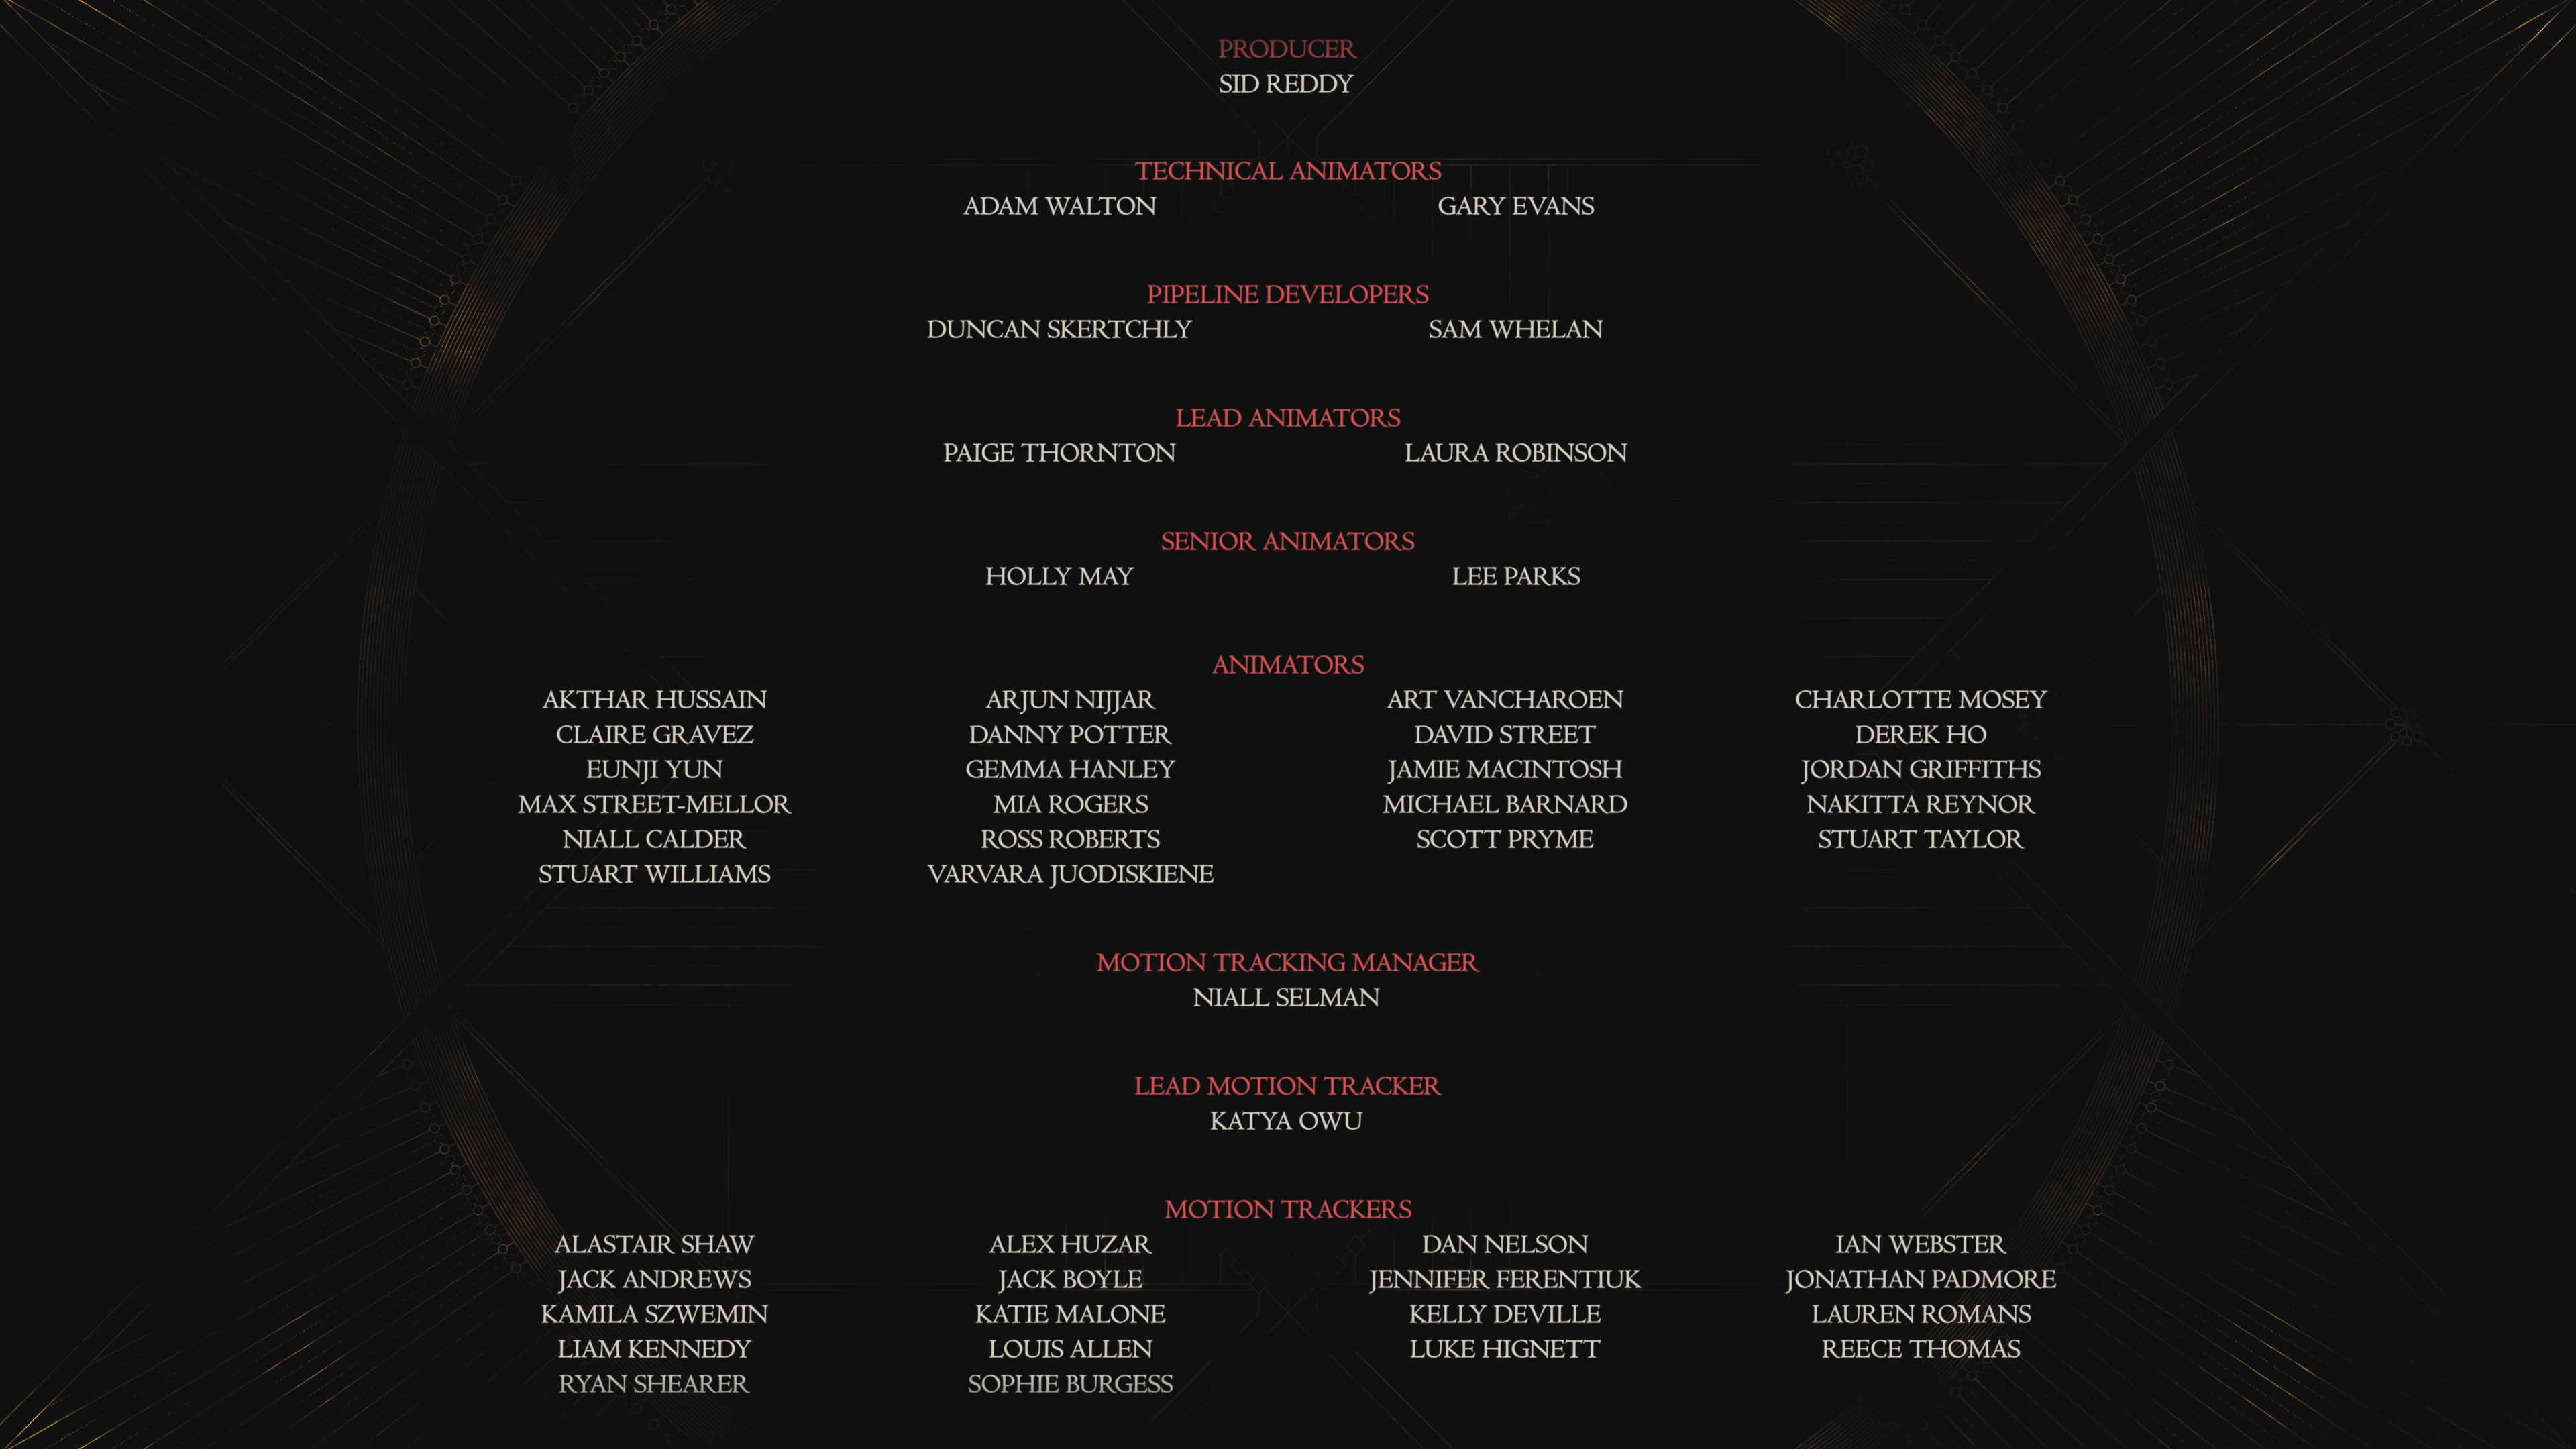 PRODUCER
SID REDDY
TECHNICAL ANIMATORS
ADAM WALTON GARY EVANS
PIPELINE DEVELOPERS
DUNCAN SKERTCHLY SAM WHELAN
LEAD ANIMATORS
PAIGE THORNTON LAURA ROBINSON
SENIOR ANIMATORS
HOLLY MAY LEE PARKS
ANIMATORS
AKTHAR HUSSAIN ARJUN NIJJAR ART VANCHAROEN CHARLOTTE MOSEY
CLAIRE GRAVEZ DANNY POTTER DAVID STREET DEREK HO
EUNJI YUN GEMMA HANLEY JAMIE MACINTOSH JORDAN GRIFFITHS
MAX STREET-MELLOR MIA ROGERS MICHAEL BARNARD NAKITTA REYNOR
NIALL CALDER ROSS ROBERTS SCOTT PRYME STUART TAYLOR
STUART WILLIAMS VARVARA JUODISKIENE
MOTION TRACKING MANAGER
NIALL SELMAN
LEAD MOTION TRACKER
KATYA OWU
MOTION TRACKERS
ALASTAIR SHAW ALEX HUZAR DAN NELSON IAN WEBSTER
JACK ANDREWS JACK BOYLE JENNIFER FERENTIUK JONATHAN PADMORE
KAMILA SZWEMIN KATIE MALONE KELLY DEVILLE LAUREN ROMANS
LIAM KENNEDY LOUIS ALLEN LUKE HIGNETT REECE THOMAS
RYAN SHEARER SOPHIE BURGESS